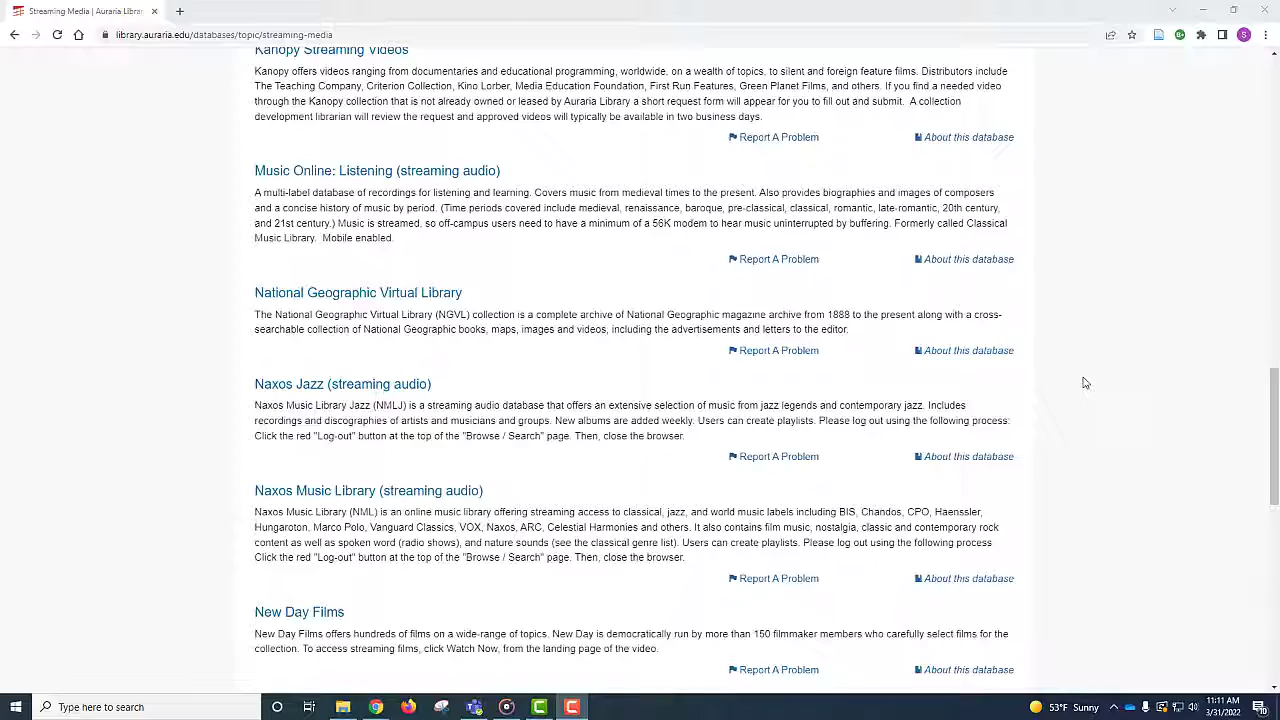 Streaming Media | Auraria Librar
library.auraria.edu/databases/topic/streaming-media
S
Kanopy Streaming Videos
Kanopy offers videos ranging from documentaries and educational programming, worldwide, on a wealth of topics, to silent and foreign feature films. Distributors include
The Teaching Company, Criterion Collection, Kino Lorber, Media Education Foundation, First Run Features, Green Planet Films, and others. If you find a needed video
through the Kanopy collection that is not already owned or leased by Auraria Library a short request form will appear for you to fill out and submit. A collection
development librarian will review the request and approved videos will typically be available in two business days.
Report A Problem About this database
Music Online: Listening (streaming audio)
A multi-label database of recordings for listening and learning. Covers music from medieval times to the present. Also provides biographies and images of composers
and a concise history of music by period. (Time periods covered include medieval, renaissance, baroque, pre-classical, classical, romantic, late-romantic, 20th century,
and 21st century.) Music is streamed, so off-campus users need to have a minimum of a 56K modem to hear music uninterrupted by buffering. Formerly called Classical
Music Library. Mobile enabled.
Report A Problem About this database
National Geographic Virtual Library
The National Geographic Virtual Library (NGVL) collection is a complete archive of National Geographic magazine archive from 1888 to the present along with a cross-
searchable collection of National Geographic books, maps, images and videos, including the advertisements and letters to the editor.
Report A Problem About this database
Naxos Jazz (streaming audio)
Naxos Music Library Jazz (NMLJ) is a streaming audio database that offers an extensive selection of music from jazz legends and contemporary jazz. Includes
recordings and discographies of artists and musicians and groups. New albums are added weekly. Users can create playlists. Please log out using the following process:
Click the red "Log-out" button at the top of the "Browse / Search" page. Then, close the browser.
Report A Problem About this database
Naxos Music Library (streaming audio)
Naxos Music Library (NML) is an online music library offering streaming access to classical, jazz, and world music labels including BIS, Chandos, CPO, Haenssler,
Hungaroton, Marco Polo, Vanguard Classics, VOX, Naxos, ARC, Celestial Harmonies and others. It also contains film music, nostalgia, classic and contemporary rock
content as well as spoken word (radio shows), and nature sounds (see the classical genre list). Users can create playlists. Please log out using the following process
Click the red "Log-out" button at the top of the "Browse / Search" page. Then, close the browser.
Report A Problem About this database
New Day Films
New Day Films offers hundreds of films on a wide-range of topics. New Day is democratically run by more than 150 filmmaker members who carefully select films for the
collection. To access streaming films, click Watch Now, from the landing page of the video.
Report A Problem About this database
Type here to search
53°F Sunny
11:11 AM
3/31/2022